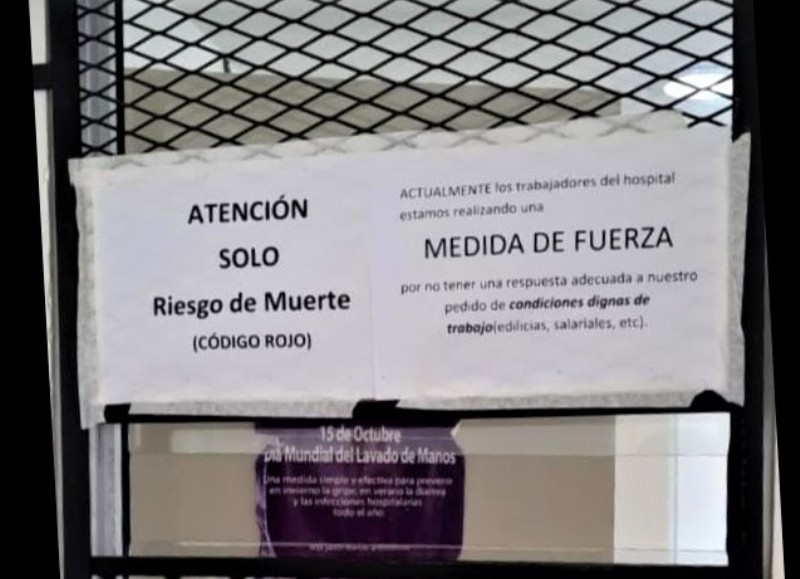 ATENCIÓN
SOLO
Riesgo de Muerte
(CÓDIGO ROJO)
ACTUALMENTE los trabajadores del hospital
estamos realizando una
MEDIDA DE FUERZA
por no tener una respuesta adecuada a nuestro
pedido de condiciones dignas de
trabajo(edilicias, salariales, etc).
15 de Octubre
Día Mundial del Lavado de Manos
Una medida simple y efectiva para prevenir
en invierno la gripe, en verano la diarrea
y las infecciones hospitalarias
todo el año.